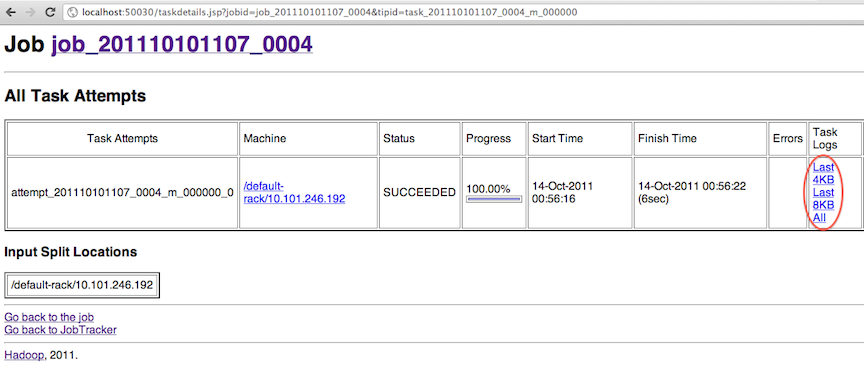 localhost:50030/taskdetails.jsp?jobid=job_201110101107_0004&tipid=task_201110101107_0004_m_000000
Job job_201110101107_0004
All Task Attempts
Task Attempts Machine Status Progress Start Time Finish Time Errors Task Logs
attempt_201110101107_0004_m_000000_0 /default-rack/10.101.246.192 SUCCEEDED 100.00% 14-Oct-2011 00:56:16 14-Oct-2011 00:56:22 (6sec) Last 4KB Last 8KB All
Input Split Locations
/default-rack/10.101.246.192
Go back to the job
Go back to JobTracker
Hadoop, 2011.